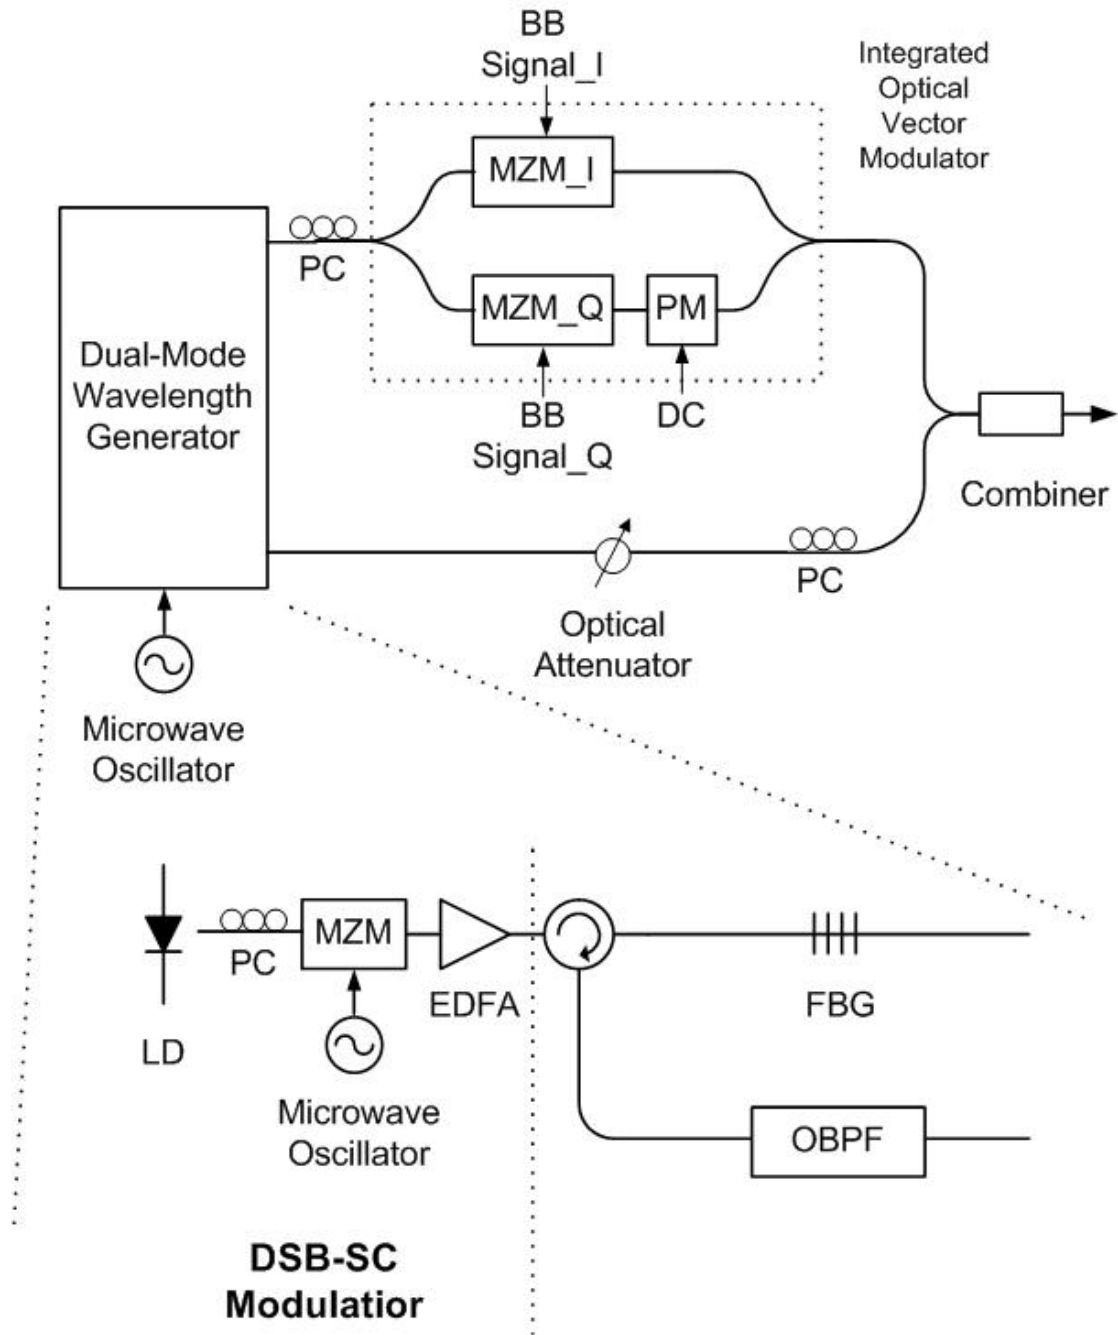 BB
Signal_I
Integrated
Optical
Vector
Modulator
MZM_I
PC
MZM_Q
PM
Dual-Mode
Wavelength
Generator
BB
Signal_Q
DC
Combiner
PC
Optical
Attenuator
Microwave
Oscillator
PC
MZM
EDFA
FBG
LD
Microwave
Oscillator
OBPF
DSB-SC
Modulatior